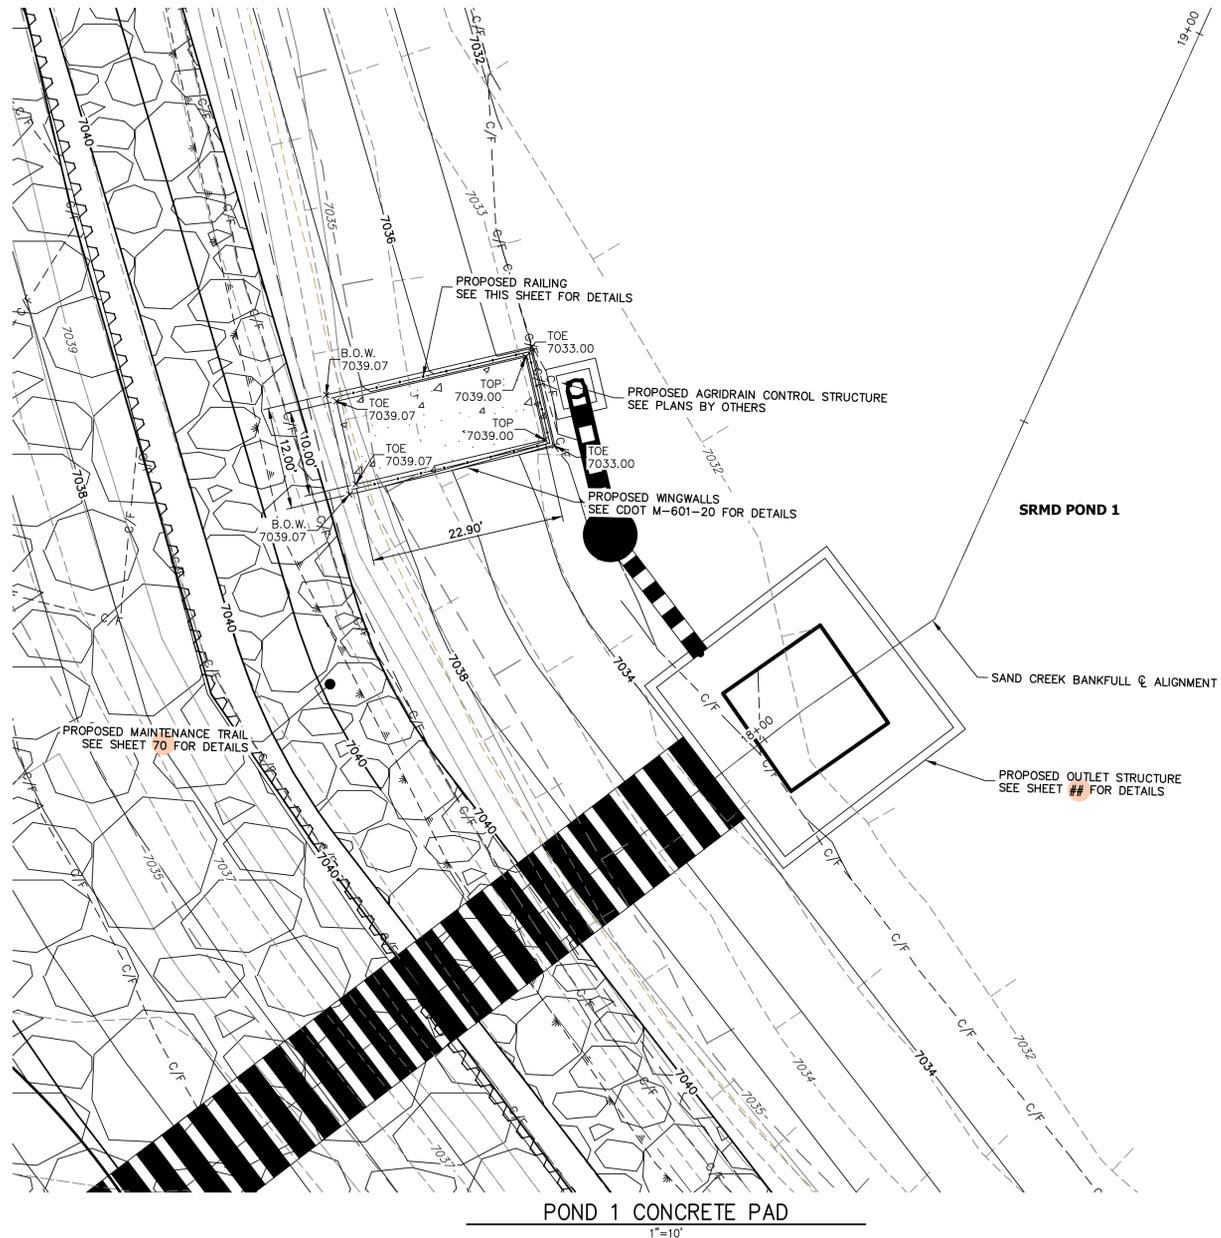 19+00
C/F
7032
7040
C/F
C/F
C/F
C/F
C/F
7035
7036
7033
C/F
PROPOSED RAILING
SEE THIS SHEET FOR DETAILS
C/F
7039
C/F
TOE
7033.00
B.O.W.
7039.07
TOP
7039.00
PROPOSED AGRIDRAIN CONTROL STRUCTURE
SEE PLANS BY OTHERS
TOE
7039.07
TOP
7039.00
10.00'
12.00'
TOE
7039.07
TOE
7033.00
7032
7038
PROPOSED WINGWALLS
SEE CDOT M-601-20 FOR DETAILS
SRMD POND 1
B.O.W.
7039.07
22.90'
C/F
C/F
7040
C/F
C/F
7038
7034
SAND CREEK BANKFULL ℄ ALIGNMENT
C/F
C/F
18+00
PROPOSED MAINTENANCE TRAIL
SEE SHEET 70 FOR DETAILS
7040
C/F
C/F
C/F
PROPOSED OUTLET STRUCTURE
SEE SHEET ## FOR DETAILS
7040
C/F
7035
7037
7040
C/F
C/F
C/F
C/F
C/F
C/F
C/F
7032
7034
7034
C/F
C/F
7040
7035
C/F
C/F
7037
C/F
POND 1 CONCRETE PAD
1"=10'